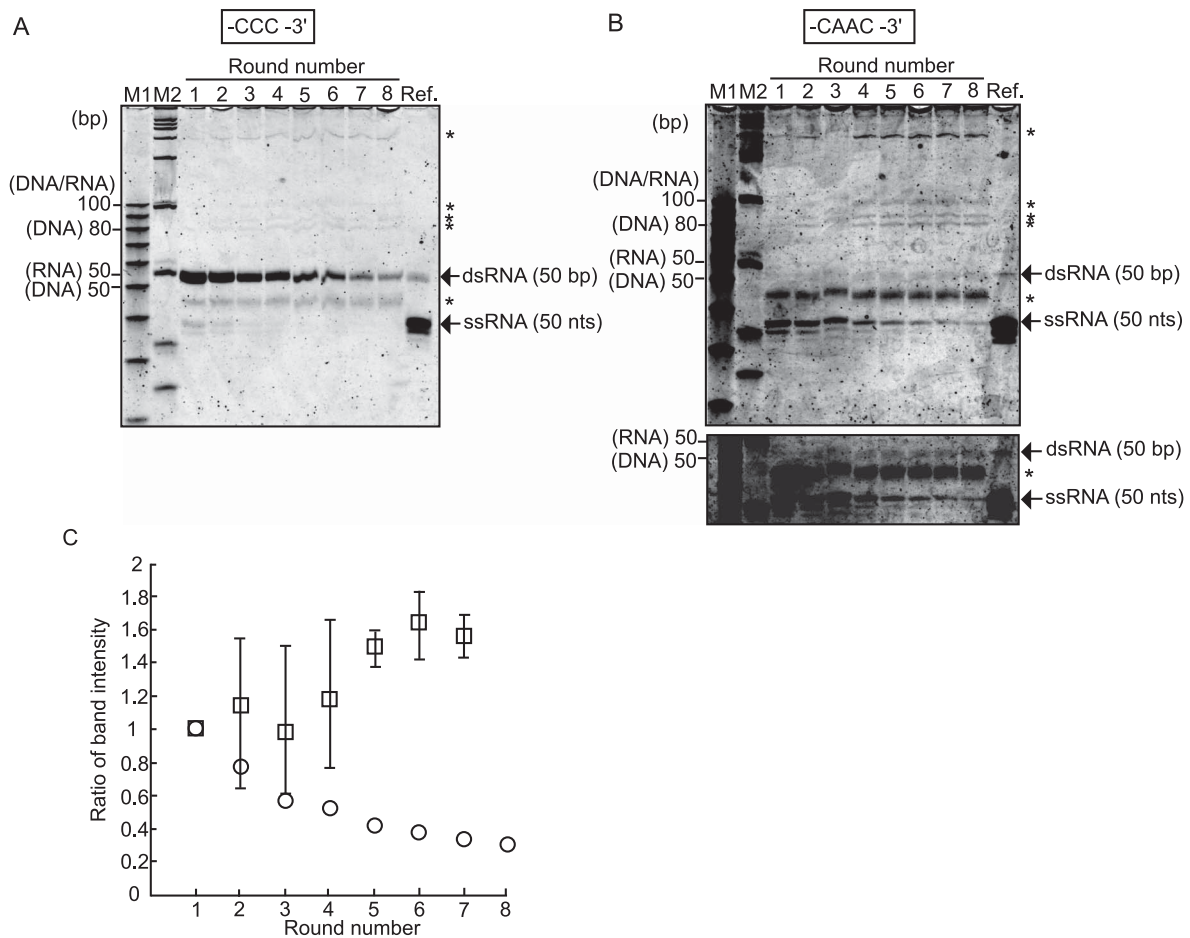 A
-CCC -3'
Round number
M1 M2 1 2 3 4 5 6 7 8 Ref.
(bp)
*
(DNA/RNA)
100
*
(DNA) 80
*
*
(RNA) 50
dsRNA (50 bp)
(DNA) 50
*
ssRNA (50 nts)
B
-CAAC -3'
Round number
M1 M2 1 2 3 4 5 6 7 8 Ref.
(bp)
*
(DNA/RNA)
100
*
(DNA) 80
*
*
(RNA) 50
dsRNA (50 bp)
(DNA) 50
*
ssRNA (50 nts)
(RNA) 50
dsRNA (50 bp)
(DNA) 50
*
ssRNA (50 nts)
C
Ratio of band intensity
2
1.8
1.6
1.4
1.2
1
0.8
0.6
0.4
0.2
0
1 2 3 4 5 6 7 8
Round number